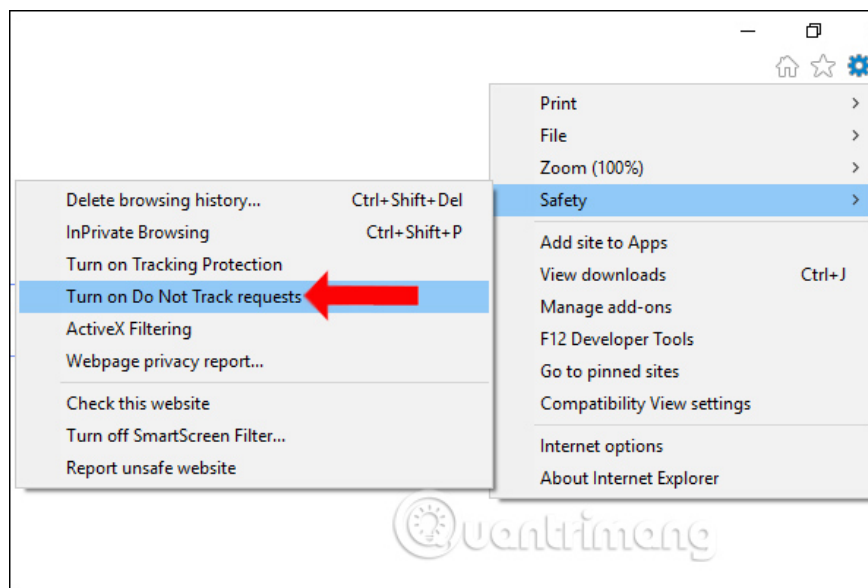 Print
File
Zoom (100%)
Safety
Add site to Apps
View downloads Ctrl+J
Manage add-ons
F12 Developer Tools
Go to pinned sites
Compatibility View settings
Internet options
About Internet Explorer
Delete browsing history... Ctrl+Shift+Del
InPrivate Browsing Ctrl+Shift+P
Turn on Tracking Protection
Turn on Do Not Track requests
ActiveX Filtering
Webpage privacy report...
Check this website
Turn off SmartScreen Filter...
Report unsafe website
Quantrimang